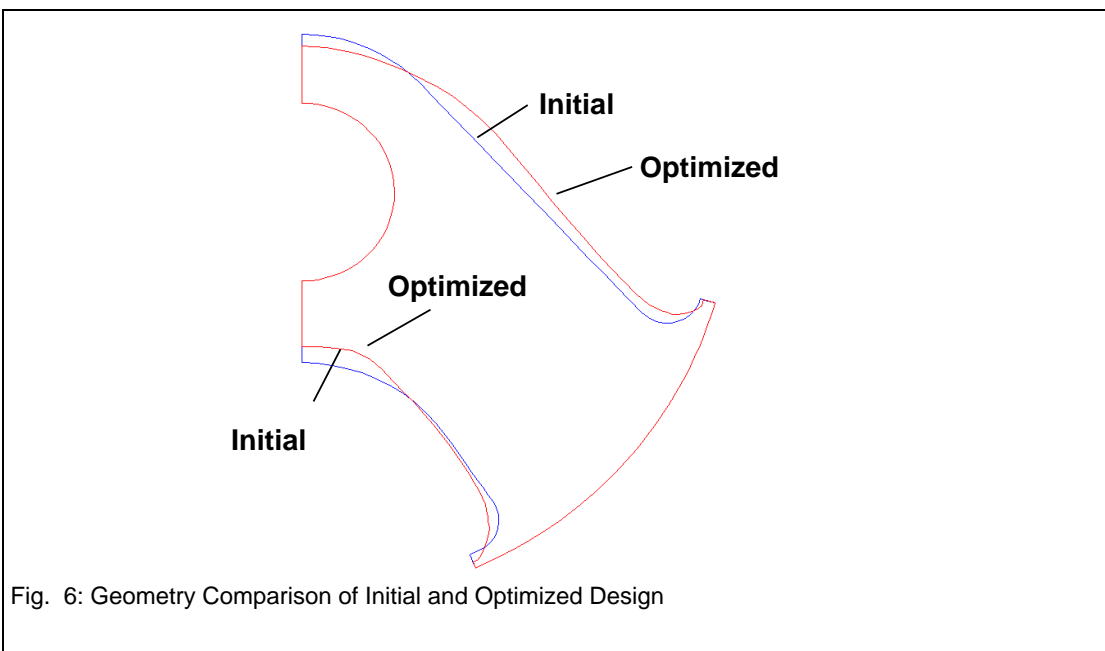 Initial
Optimized
Optimized
Initial
Fig. 6: Geometry Comparison of Initial and Optimized Design